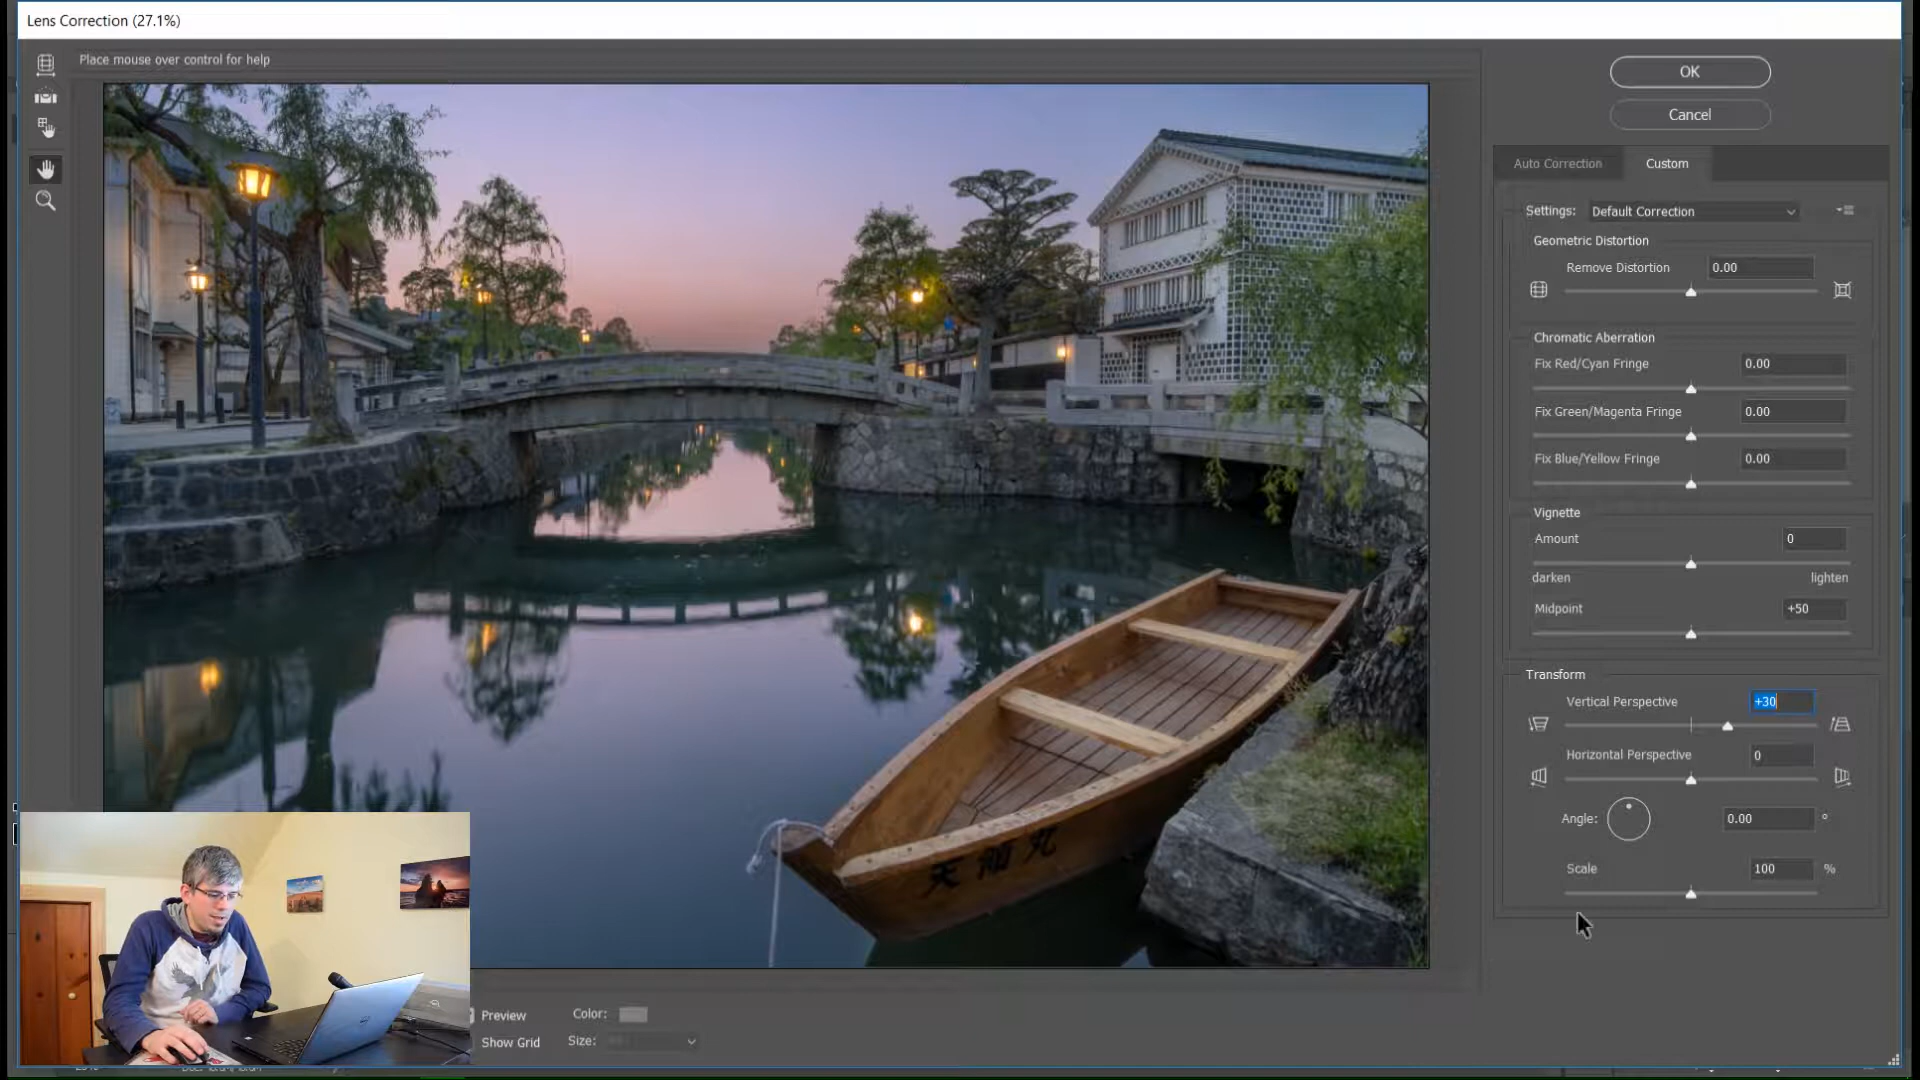 Lens Correction (27.1%)
Place mouse over control for help
OK
Cancel
Auto Correction
Custom
Settings:
Default Correction
Geometric Distortion
Remove Distortion
0.00
Chromatic Aberration
Fix Red/Cyan Fringe
0.00
Fix Green/Magenta Fringe
0.00
Fix Blue/Yellow Fringe
0.00
Vignette
Amount
0
darken
lighten
Midpoint
+50
Transform
Vertical Perspective
+30
Horizontal Perspective
0
Angle:
0.00
°
Scale
100
%
Preview
Color:
Show Grid
Size: